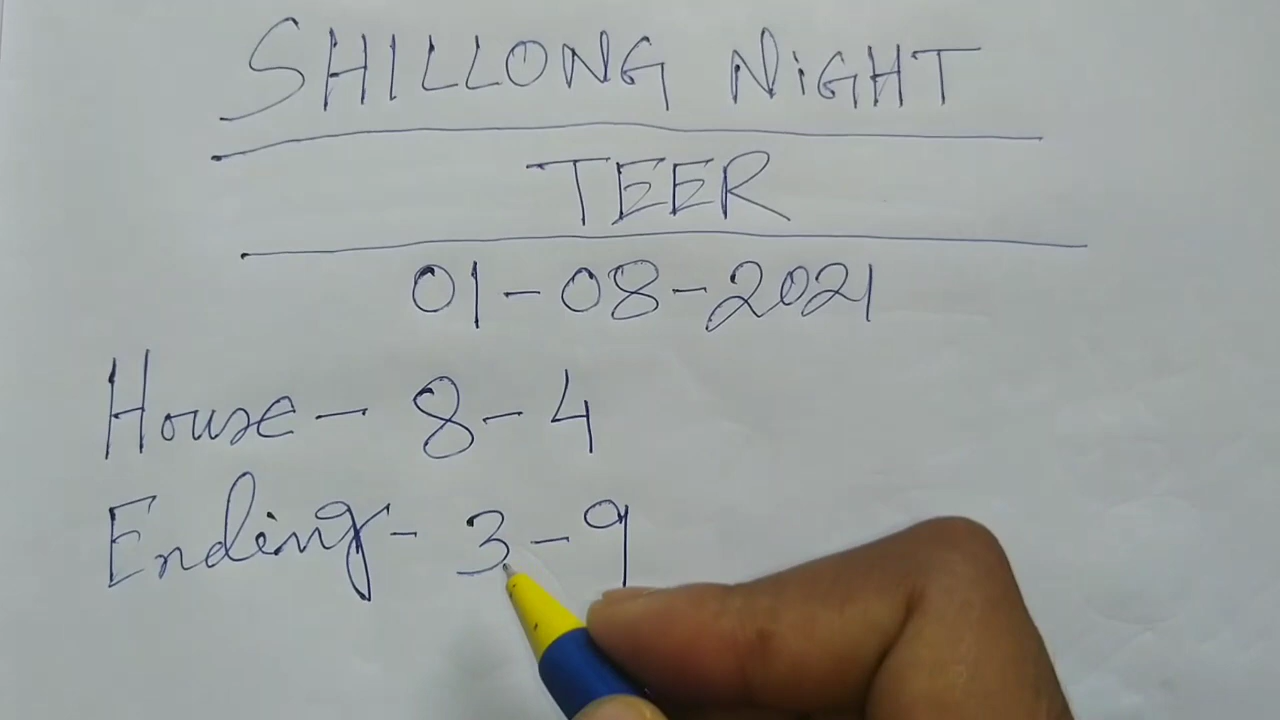 SHILLONG NiGHT
TEER
01-08-2021
House - 8-4
Ending - 3-9